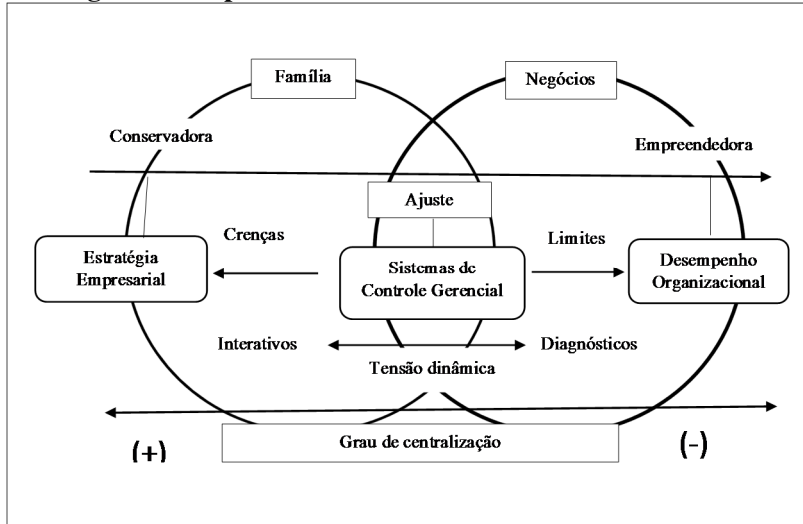 Família
Negócios
Conservadora
Empreendedora
Ajuste
Crenças
Limites
Estratégia
Empresarial
Sistemas de
Controle Gerencial
Desempenho
Organizacional
Interativos
Diagnósticos
Tensão dinâmica
Grau de centralização
(+)
(-)